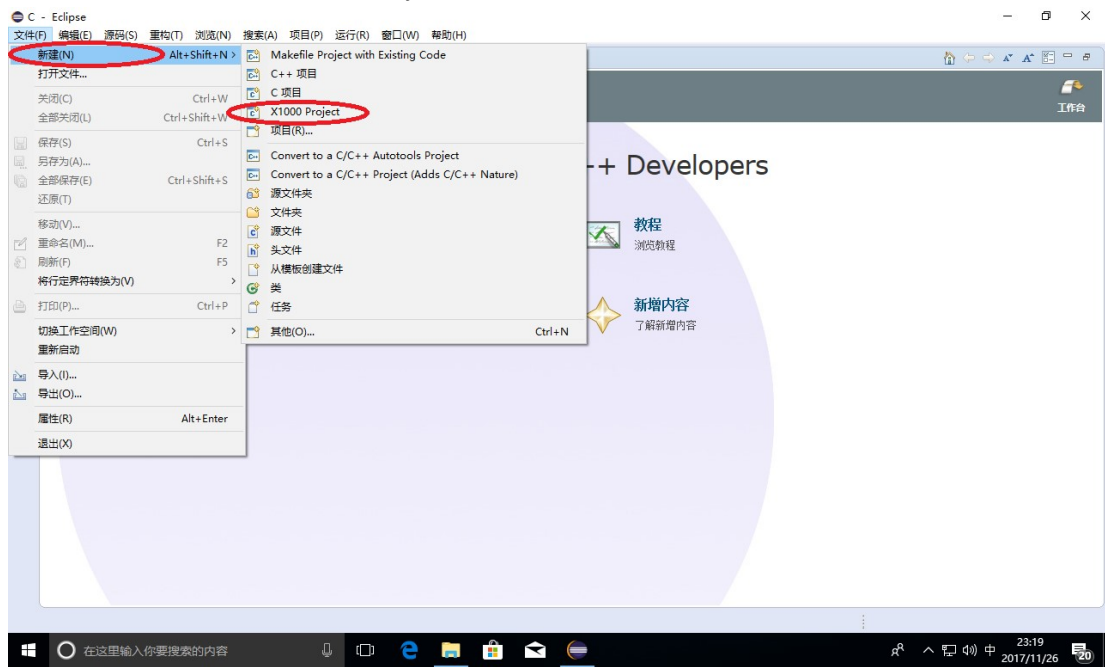 C - Eclipse
文件(F) 编辑(E) 源码(S) 重构(T) 浏览(N) 搜索(A) 项目(P) 运行(R) 窗口(W) 帮助(H)
新建(N) Alt+Shift+N >
打开文件...
关闭(C) Ctrl+W
全部关闭(L) Ctrl+Shift+W
保存(S) Ctrl+S
另存为(A)...
全部保存(E) Ctrl+Shift+S
还原(T)
移动(V)...
重命名(M)... F2
刷新(F) F5
将行定界符转换为(V) >
打印(P)... Ctrl+P
切换工作空间(W) >
重新启动
导入(I)...
导出(O)...
属性(R) Alt+Enter
退出(X)
Makefile Project with Existing Code
C++ 项目
C 项目
X1000 Project
项目(R)...
Convert to a C/C++ Autotools Project
Convert to a C/C++ Project (Adds C/C++ Nature)
源文件夹
文件夹
源文件
头文件
从模板创建文件
类
任务
其他(O)... Ctrl+N
工作台
++ Developers
教程
浏览教程
新增内容
了解新增内容
在这里输入你要搜索的内容
中
23:19
2017/11/26
20